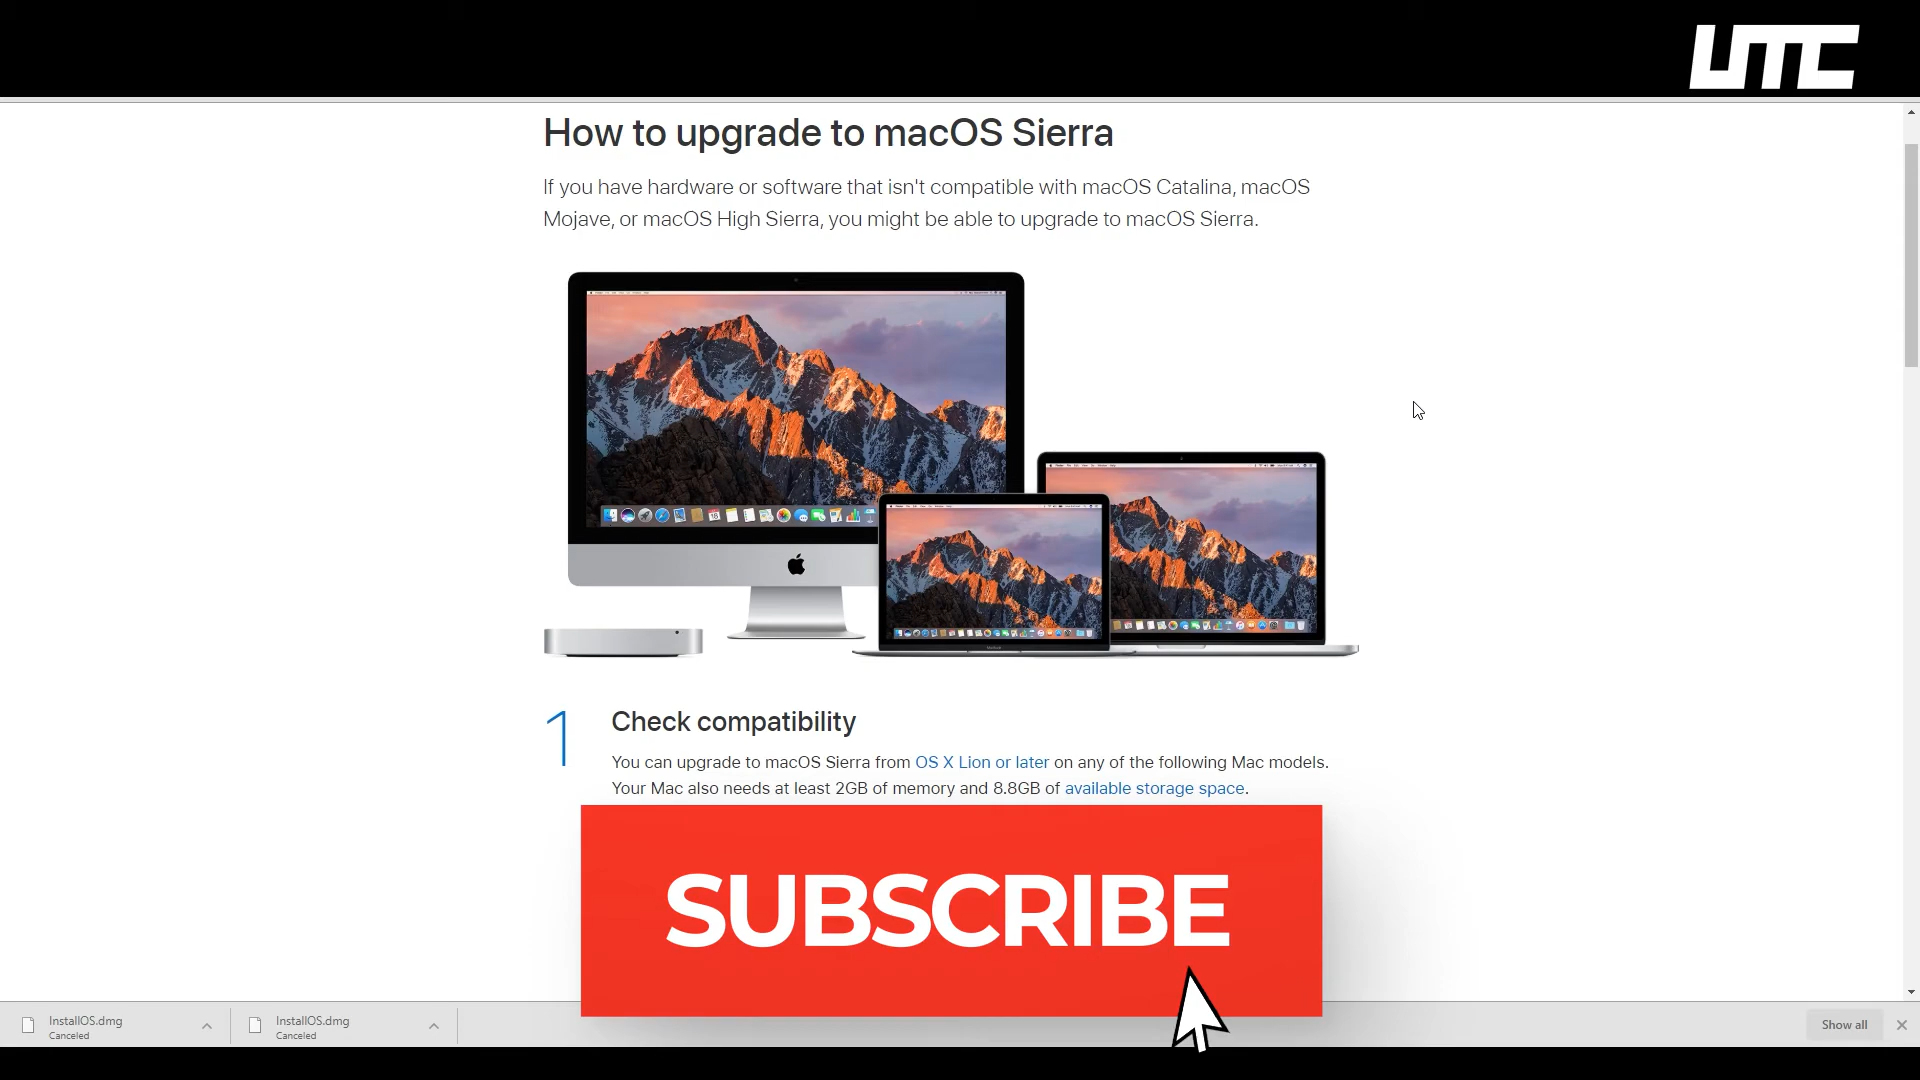 UTC
How to upgrade to macOS Sierra
If you have hardware or software that isn't compatible with macOS Catalina, macOS
Mojave, or macOS High Sierra, you might be able to upgrade to macOS Sierra.
1
Check compatibility
You can upgrade to macOS Sierra from OS X Lion or later on any of the following Mac models.
Your Mac also needs at least 2GB of memory and 8.8GB of available storage space.
SUBSCRIBE
InstallOS.dmg
Canceled
InstallOS.dmg
Canceled
Show all